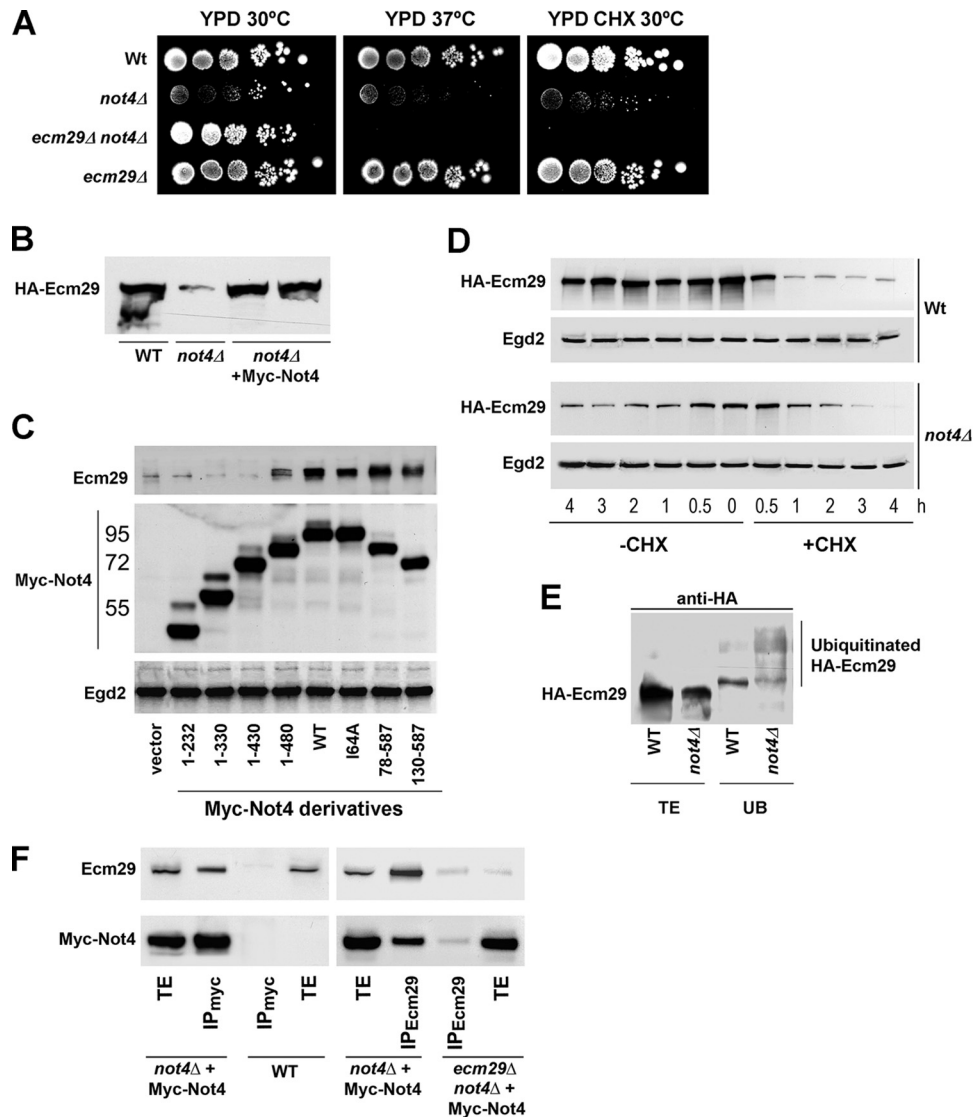 A
YPD 30ºC YPD 37ºC YPD CHX 30ºC
Wt
not4Δ
ecm29Δ not4Δ
ecm29Δ
B
HA-Ecm29
WT not4Δ not4Δ
+Myc-Not4
C
Ecm29
95
72
Myc-Not4
55
Egd2
vector 1-232 1-330 1-430 1-480 WT I64A 78-587 130-587
Myc-Not4 derivatives
D
HA-Ecm29
Wt
Egd2
HA-Ecm29
not4Δ
Egd2
4 3 2 1 0.5 0 0.5 1 2 3 4 h
-CHX +CHX
E
anti-HA
Ubiquitinated
HA-Ecm29
HA-Ecm29
WT not4Δ WT not4Δ
TE UB
F
Ecm29
Myc-Not4
TE IPmyc IPmyc TE TE IPEcm29 IPEcm29 TE
not4Δ +
Myc-Not4
WT
not4Δ +
Myc-Not4
ecm29Δ
not4Δ +
Myc-Not4